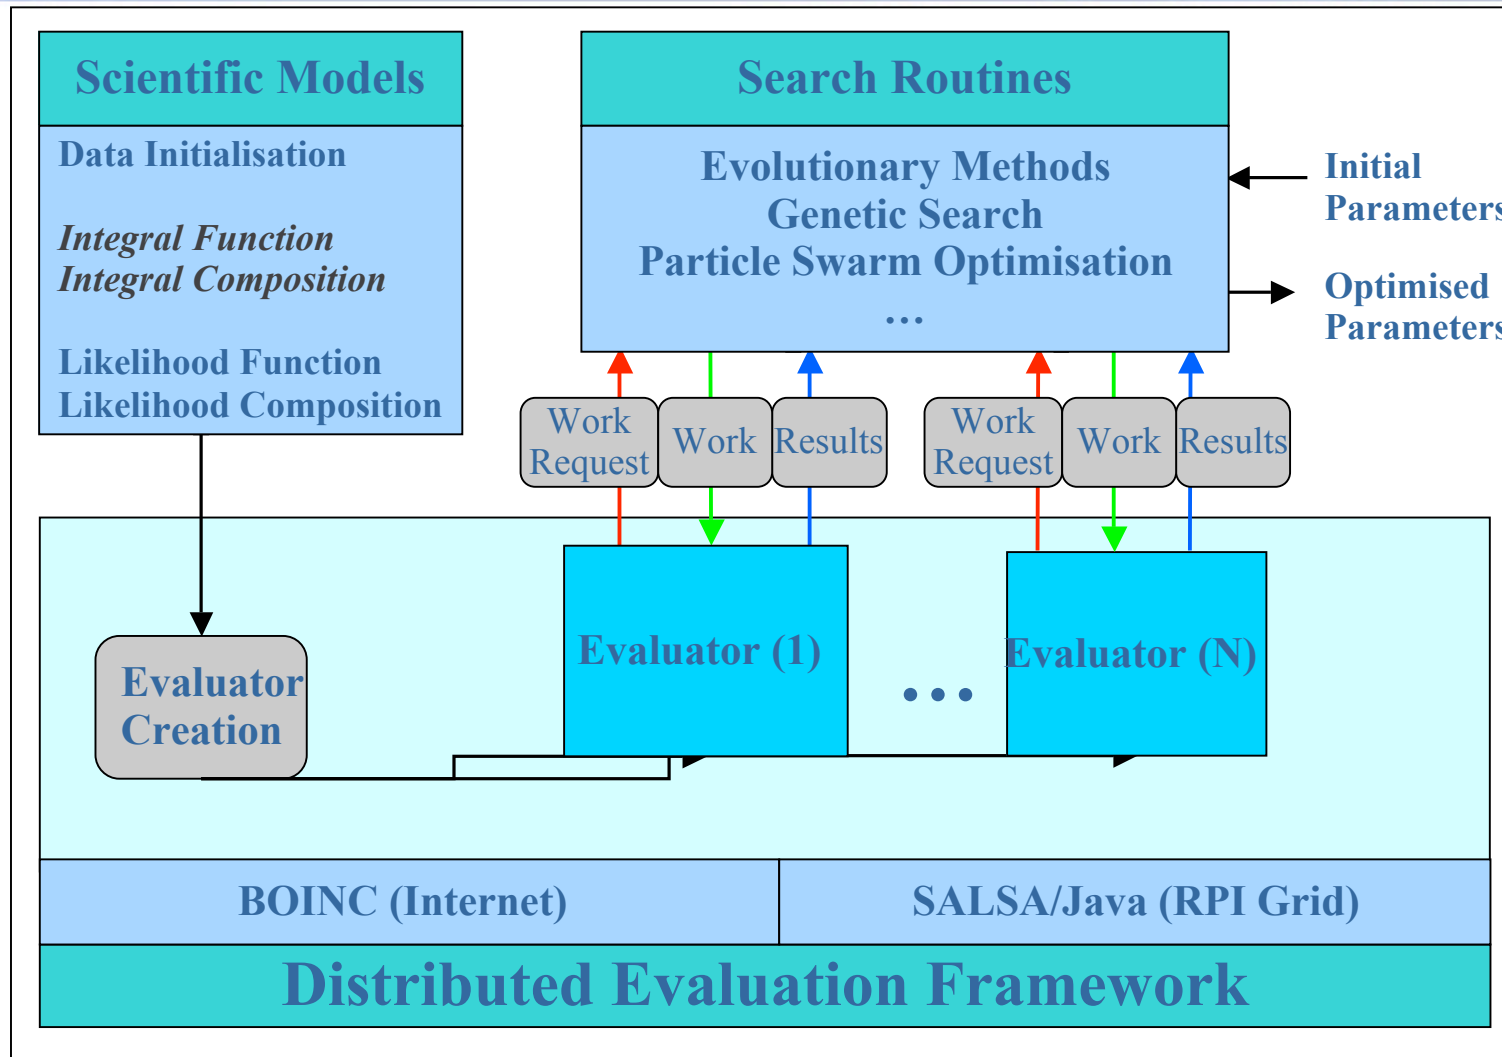 Scientific Models
Data Initialisation
Integral Function
Integral Composition
Likelihood Function
Likelihood Composition
Search Routines
Evolutionary Methods
Genetic Search
Particle Swarm Optimisation
...
Initial
Parameters
Optimised
Parameters
Work
Request
Work
Results
Work
Request
Work
Results
Evaluator
Creation
Evaluator (1)
...
Evaluator (N)
BOINC (Internet)
SALSA/Java (RPI Grid)
Distributed Evaluation Framework